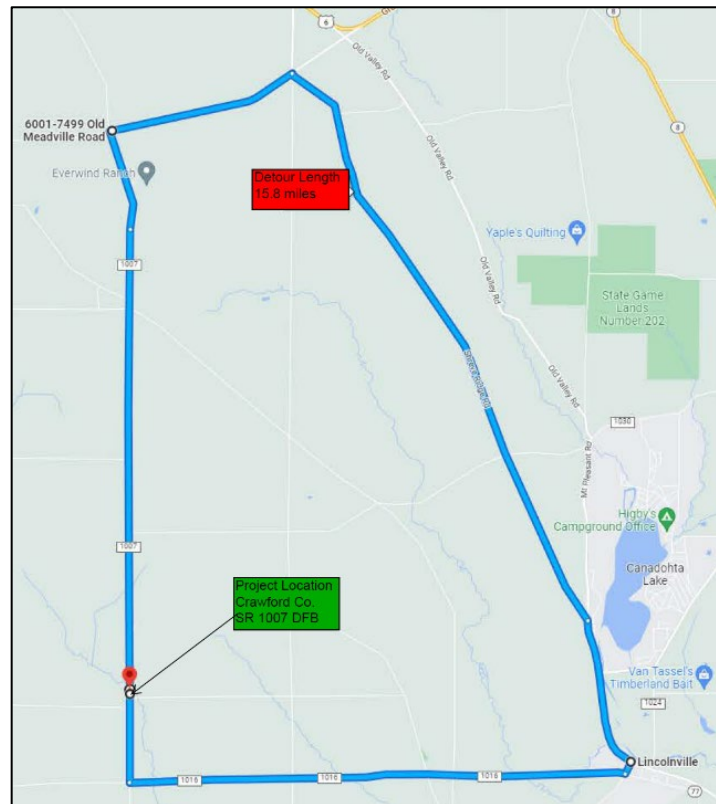 6
Old Valley Rd
8
6001-7499 Old
Meadville Road
Everwind Ranch
Detour Length
15.8 miles
Old Valley Rd
Yaple's Quilting
8
1007
Old Valley Rd
State Game
Lands
Number 202
Old Valley Rd
1030
Mt Pleasant Rd
Higby's
Campground Office
1007
Canadohta
Lake
Project Location
Crawford Co.
SR 1007 DFB
Van Tassel's
Timberland Bait
1024
Lincolnville
1016
1016
1016
77